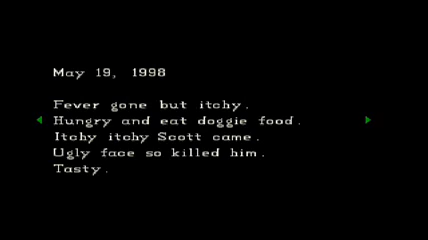 May 19, 1998
Fever gone but itchy.
Hungry and eat doggie food.
Itchy itchy Scott came.
Ugly face so killed him.
Tasty.